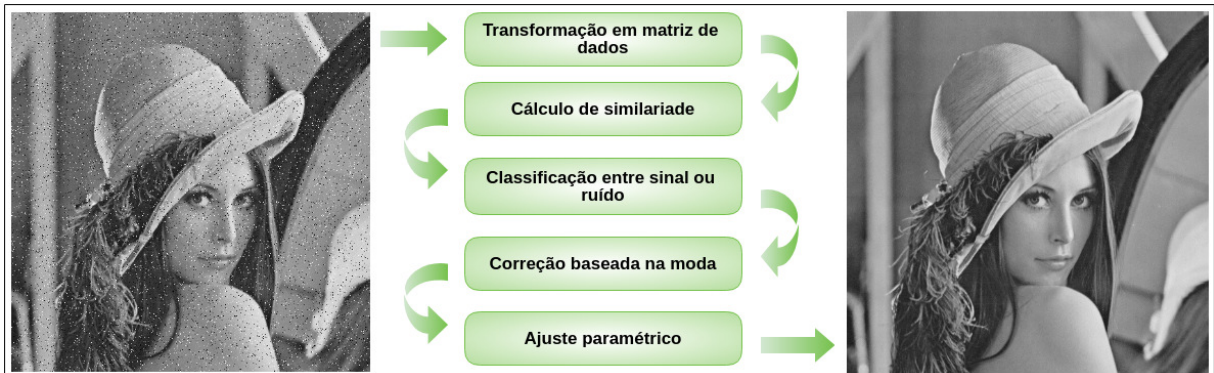 Transformação em matriz de
dados
Cálculo de similariade
Classificação entre sinal ou
ruído
Correção baseada na moda
Ajuste paramétrico